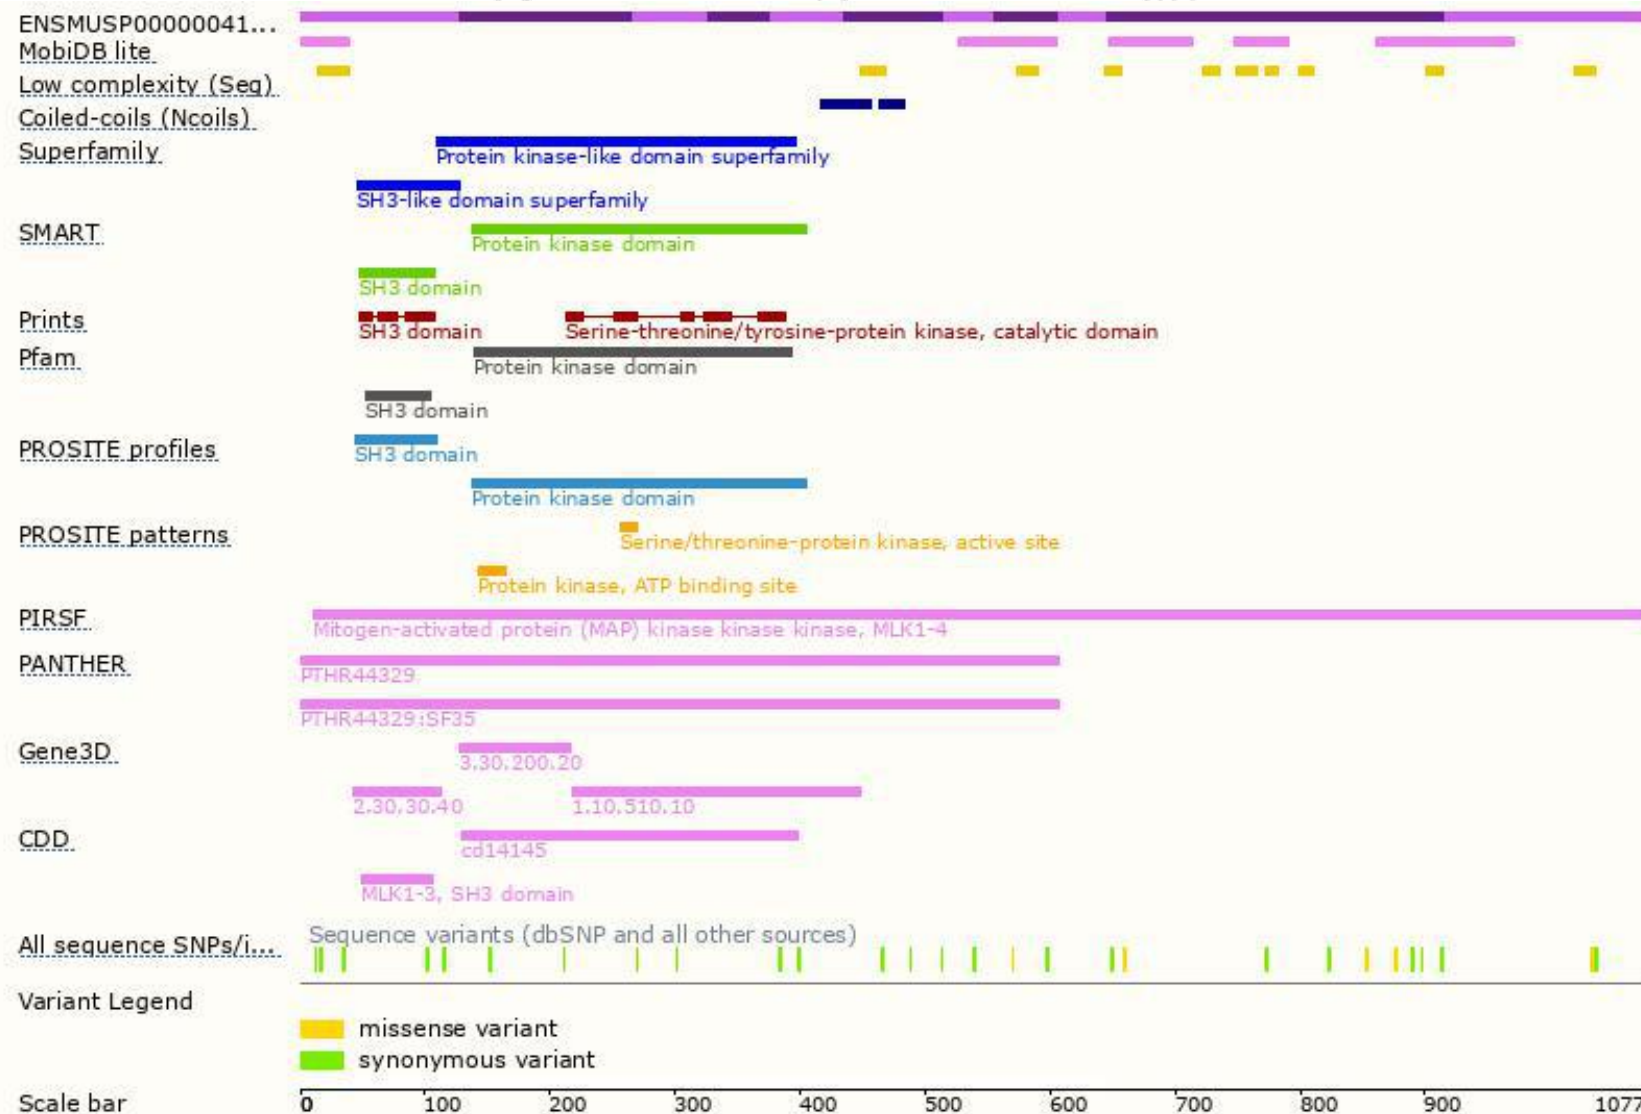 ENSMUSP00000041...
MobiDB lite
Low complexity (Seg)
Coiled-coils (Ncoils)
Superfamily
Protein kinase-like domain superfamily
SH3-like domain superfamily
SMART
Protein kinase domain
SH3 domain
Prints
SH3 domain Serine-threonine/tyrosine-protein kinase, catalytic domain
Pfam
Protein kinase domain
SH3 domain
PROSITE profiles
SH3 domain
Protein kinase domain
PROSITE patterns
Serine/threonine-protein kinase, active site
Protein kinase, ATP binding site
PIRSF
Mitogen-activated protein (MAP) kinase kinase kinase, MLK1-4
PANTHER
PTHR44329
PTHR44329:SF35
Gene3D
3.30.200.20
2.30.30.40 1.10.510.10
CDD
cd14145
MLK1-3, SH3 domain
All sequence SNPs/i... Sequence variants (dbSNP and all other sources)
Variant Legend
missense variant
synonymous variant
Scale bar 0 100 200 300 400 500 600 700 800 900 1077